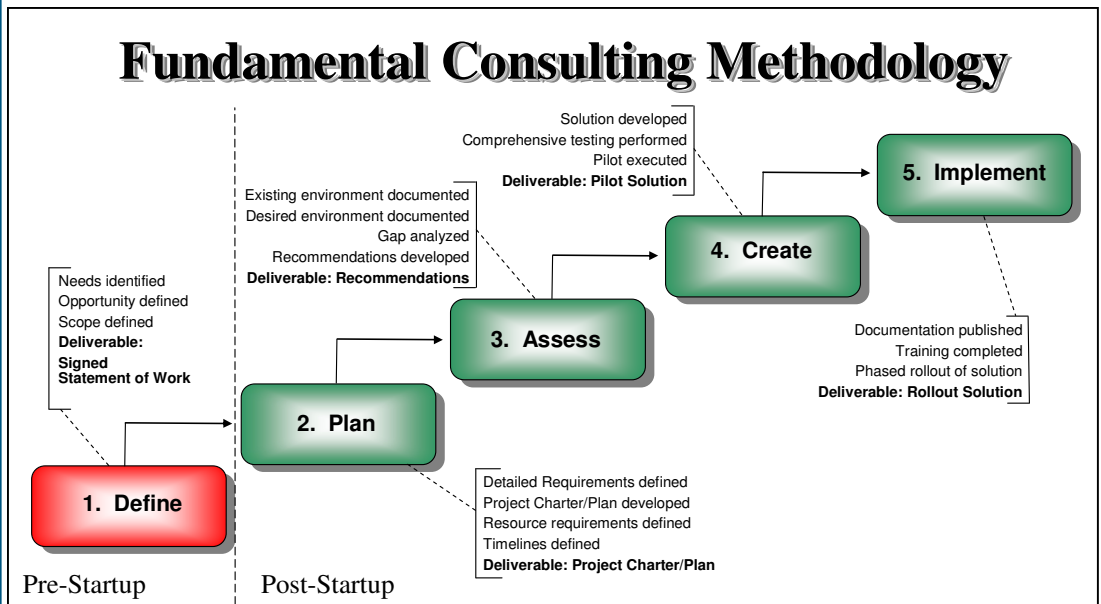 Fundamental Consulting Methodology
Solution developed
Comprehensive testing performed
Pilot executed
Deliverable: Pilot Solution
5. Implement
Existing environment documented
Desired environment documented
Gap analyzed
Recommendations developed
Deliverable: Recommendations
4. Create
Needs identified
Opportunity defined
Scope defined
Deliverable:
Signed
Statement of Work
3. Assess
Documentation published
Training completed
Phased rollout of solution
Deliverable: Rollout Solution
2. Plan
1. Define
Detailed Requirements defined
Project Charter/Plan developed
Resource requirements defined
Timelines defined
Deliverable: Project Charter/Plan
Pre-Startup
Post-Startup